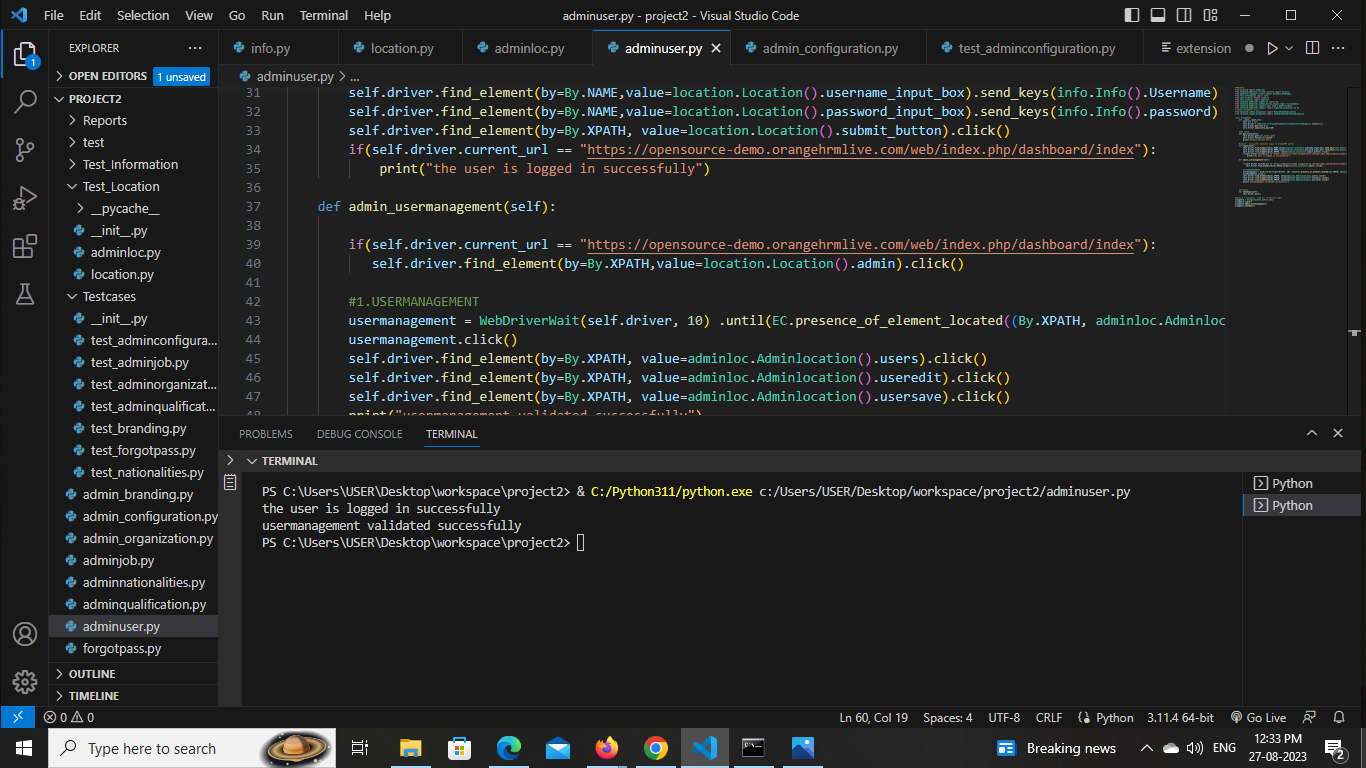 File Edit Selection View Go Run Terminal Help
adminuser.py - project2 - Visual Studio Code
EXPLORER
OPEN EDITORS 1 unsaved
PROJECT2
Reports
test
Test_Information
Test_Location
__pycache__
__init__.py
adminloc.py
location.py
Testcases
__init__.py
test_adminconfigura...
test_adminjob.py
test_adminorganizat...
test_adminqualificat...
test_branding.py
test_forgotpass.py
test_nationalities.py
admin_branding.py
admin_configuration.py
admin_organization.py
adminjob.py
adminnationalities.py
adminqualification.py
adminuser.py
forgotpass.py
OUTLINE
TIMELINE
1
info.py location.py adminloc.py adminuser.py admin_configuration.py test_adminconfiguration.py extension
adminuser.py > ...
31 self.driver.find_element(by=By.NAME,value=location.Location().username_input_box).send_keys(info.Info().Username)
32 self.driver.find_element(by=By.NAME,value=location.Location().password_input_box).send_keys(info.Info().password)
33 self.driver.find_element(by=By.XPATH, value=location.Location().submit_button).click()
34 if(self.driver.current_url == "https://opensource-demo.orangehrmlive.com/web/index.php/dashboard/index"):
35 print("the user is logged in successfully")
36
37 def admin_usermanagement(self):
38
39 if(self.driver.current_url == "https://opensource-demo.orangehrmlive.com/web/index.php/dashboard/index"):
40 self.driver.find_element(by=By.XPATH,value=location.Location().admin).click()
41
42 #1.USERMANAGEMENT
43 usermanagement = WebDriverWait(self.driver, 10) .until(EC.presence_of_element_located((By.XPATH, adminloc.Adminloc
44 usermanagement.click()
45 self.driver.find_element(by=By.XPATH, value=adminloc.Adminlocation().users).click()
46 self.driver.find_element(by=By.XPATH, value=adminloc.Adminlocation().useredit).click()
47 self.driver.find_element(by=By.XPATH, value=adminloc.Adminlocation().usersave).click()
48 print("usermanagement validated successfully")
PROBLEMS DEBUG CONSOLE TERMINAL
TERMINAL
PS C:\Users\USER\Desktop\workspace\project2> & C:/Python311/python.exe c:/Users/USER/Desktop/workspace/project2/adminuser.py
the user is logged in successfully
usermanagement validated successfully
PS C:\Users\USER\Desktop\workspace\project2>
Python
Python
0 0 Ln 60, Col 19 Spaces: 4 UTF-8 CRLF Python 3.11.4 64-bit Go Live
Type here to search
Breaking news
ENG
12:33 PM
27-08-2023
2